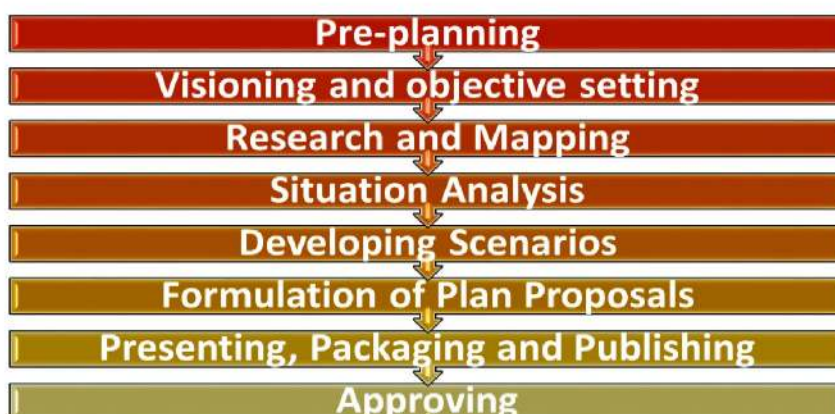 Pre-planning
Visioning and objective setting
Research and Mapping
Situation Analysis
Developing Scenarios
Formulation of Plan Proposals
Presenting, Packaging and Publishing
Approving